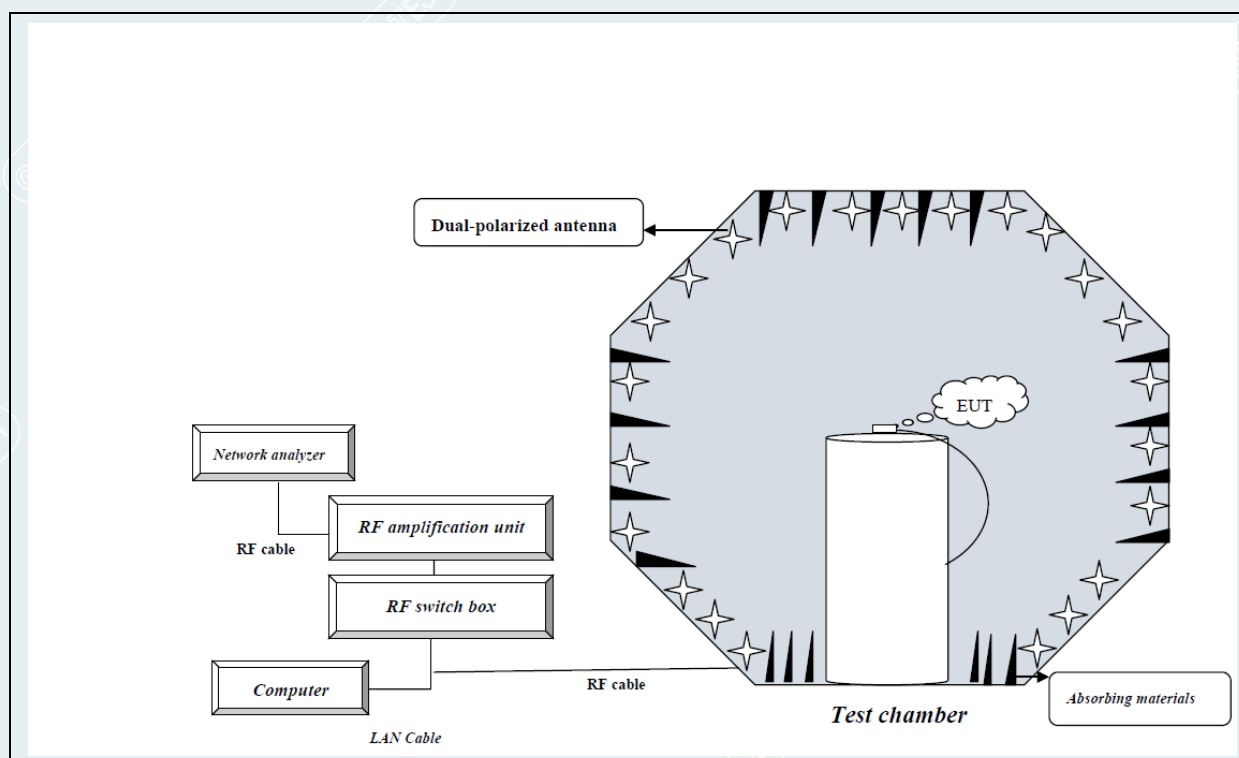 Dual-polarized antenna
EUT
Network analyzer
RF amplification unit
RF cable
RF switch box
Computer
RF cable
LAN Cable
Test chamber
Absorbing materials